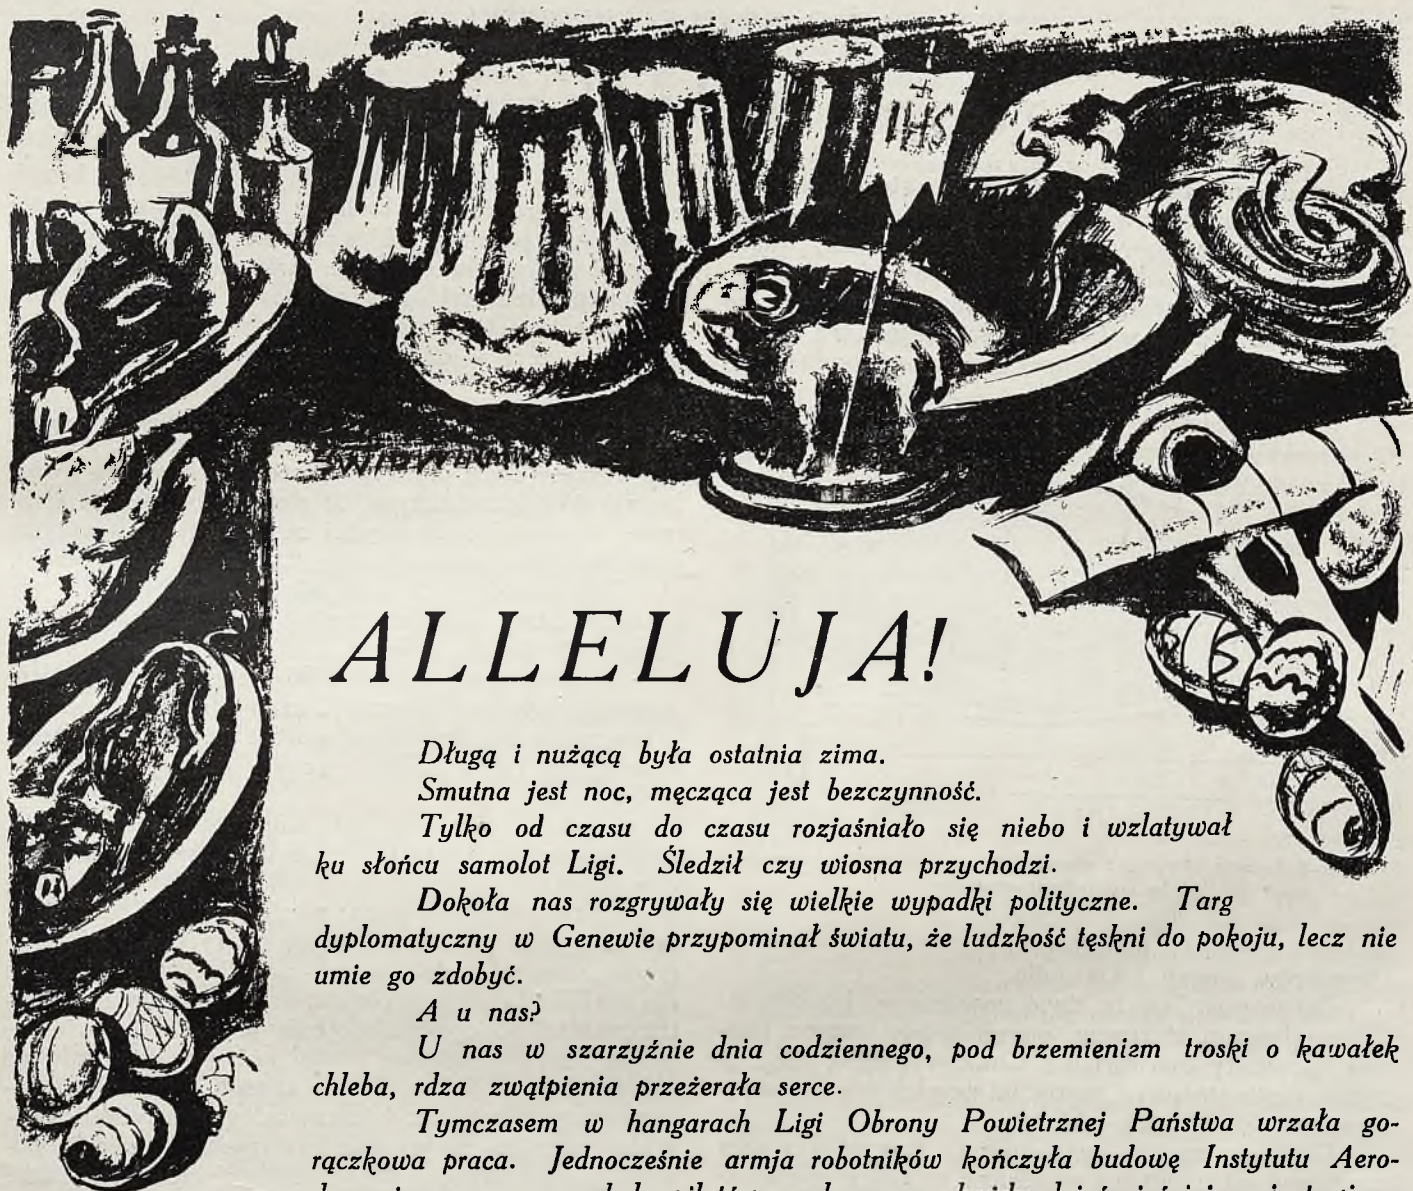 IHS
ALLELUJA!
Długą i nużącą była ostatnia zima.
Smutna jest noc, męcząca jest bezczynność.
Tylko od czasu do czasu rozjaśniało się niebo i wzlatywał
ku słońcu samolot Ligi. Śledził czy wiosna przychodzi.
Dokoła nas rozgrywały się wielkie wypadki polityczne. Targ
dyplomatyczny w Genewie przypominał światu, że ludzkość tęskni do pokoju, lecz nie
umie go zdobyć.
A u nas?
U nas w szarzyźnie dnia codziennego, pod brzemieniem troski o kawałek
chleba, rdza zwątpienia przeżerała serce.
Tymczasem w hangarach Ligi Obrony Powietrznej Państwa wrzała go-
rączkowa praca. Jednocześnie armja robotników kończyła budowę Instytutu Aero-